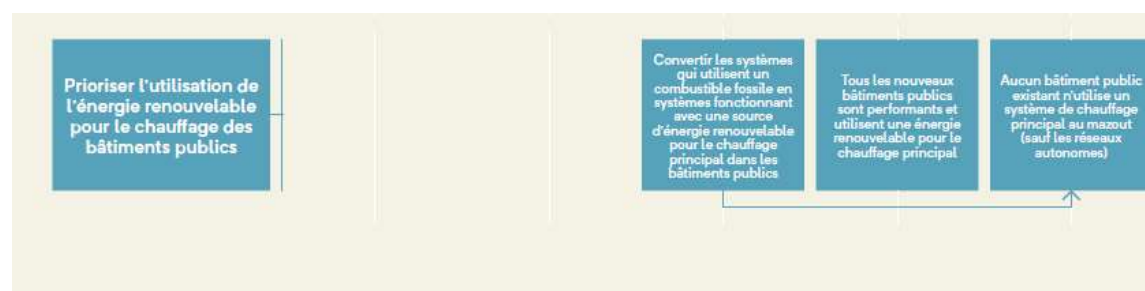 Prioriser l'utilisation de
l'énergie renouvelable
pour le chauffage des
bâtiments publics
Convertir les systèmes
qui utilisent un
combustible fossile en
systèmes fonctionnant
avec une source
d'énergie renouvelable
pour le chauffage
principal dans les
bâtiments publics
Tous les nouveaux
bâtiments publics
sont performants et
utilisent une énergie
renouvelable pour le
chauffage principal
Aucun bâtiment public
existant n'utilise un
système de chauffage
principal au mazout
(sauf les réseaux
autonomes)